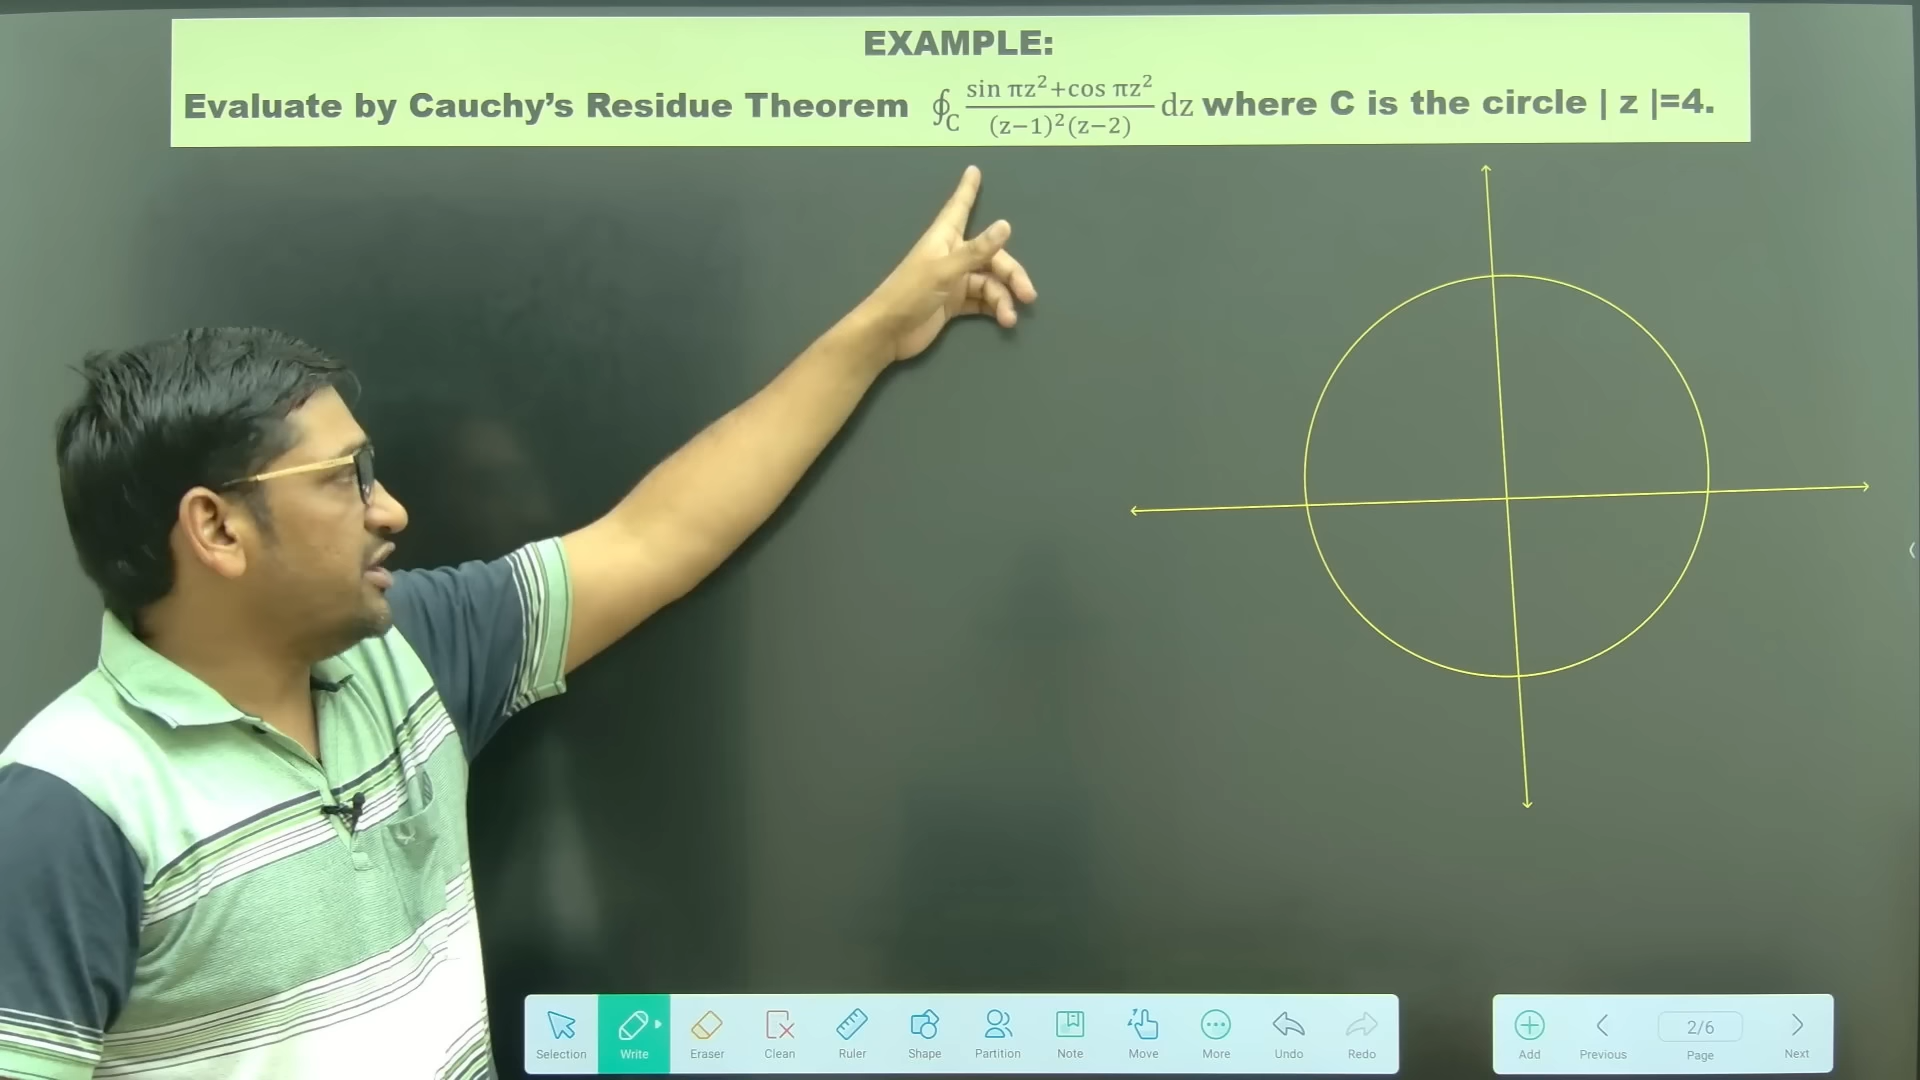 EXAMPLE:
Evaluate by Cauchy’s Residue Theorem ∮_C (sin πz²+cos πz²)/((z−1)²(z−2)) dz where C is the circle | z |=4.
Selection Write Eraser Clean Ruler Shape Partition Note Move More Undo Redo
Add Previous 2/6 Page Next